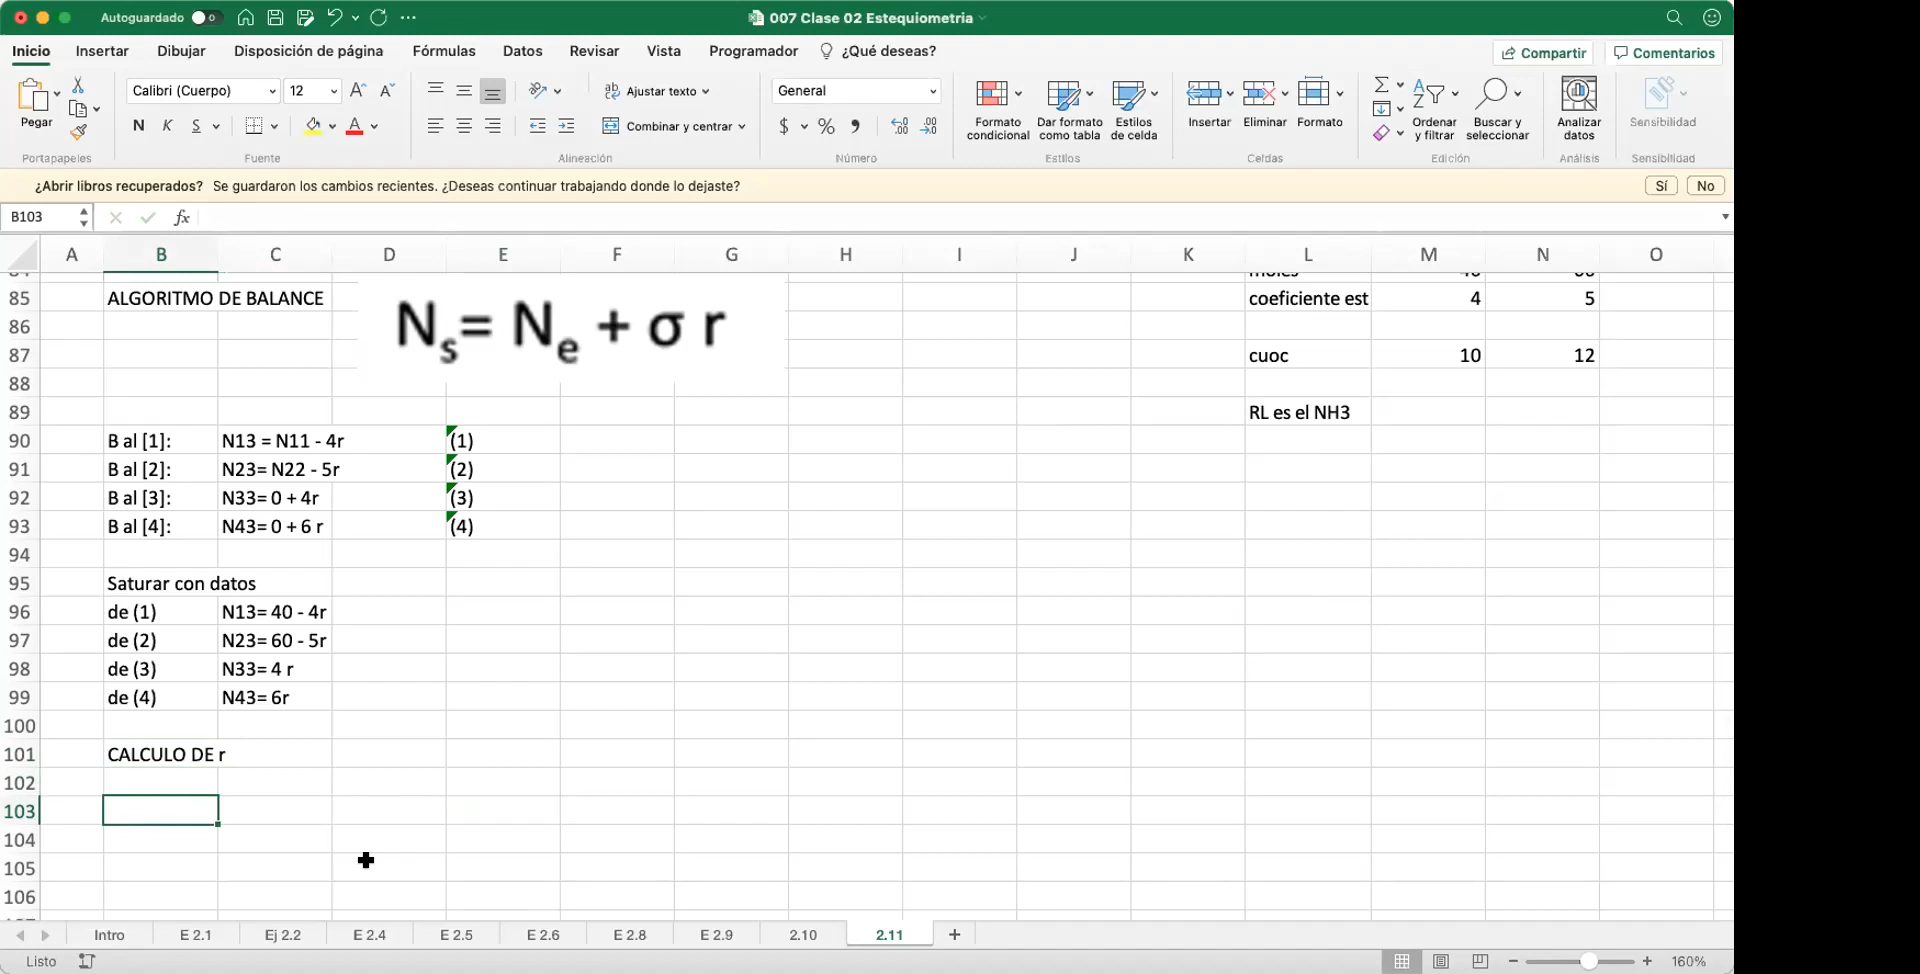 Autoguardado
007 Clase 02 Estequiometria
Inicio Insertar Dibujar Disposición de página Fórmulas Datos Revisar Vista Programador ¿Qué deseas? Compartir Comentarios
Pegar
Calibri (Cuerpo) 12
N K S
Ajustar texto
Combinar y centrar
General
$ % 
Formato condicional
Dar formato como tabla
Estilos de celda
Insertar Eliminar Formato
Ordenar y filtrar
Buscar y seleccionar
Analizar datos
Sensibilidad
Portapapeles Fuente Alineación Número Estilos Celdas Edición Análisis Sensibilidad
¿Abrir libros recuperados? Se guardaron los cambios recientes. ¿Deseas continuar trabajando donde lo dejaste? Sí No
B103 fx
A B C D E F G H I J K L M N O
85 ALGORITMO DE BALANCE coeficiente est 4 5
Ns= Ne + σ r
86
87 cuoc 10 12
88
89 RL es el NH3
90 B al [1]: N13 = N11 - 4r (1)
91 B al [2]: N23= N22 - 5r (2)
92 B al [3]: N33= 0 + 4r (3)
93 B al [4]: N43= 0 + 6 r (4)
94
95 Saturar con datos
96 de (1) N13= 40 - 4r
97 de (2) N23= 60 - 5r
98 de (3) N33= 4 r
99 de (4) N43= 6r
100
101 CALCULO DE r
102
103
104
105
106
Intro E 2.1 Ej 2.2 E 2.4 E 2.5 E 2.6 E 2.8 E 2.9 2.10 2.11 +
Listo 160%